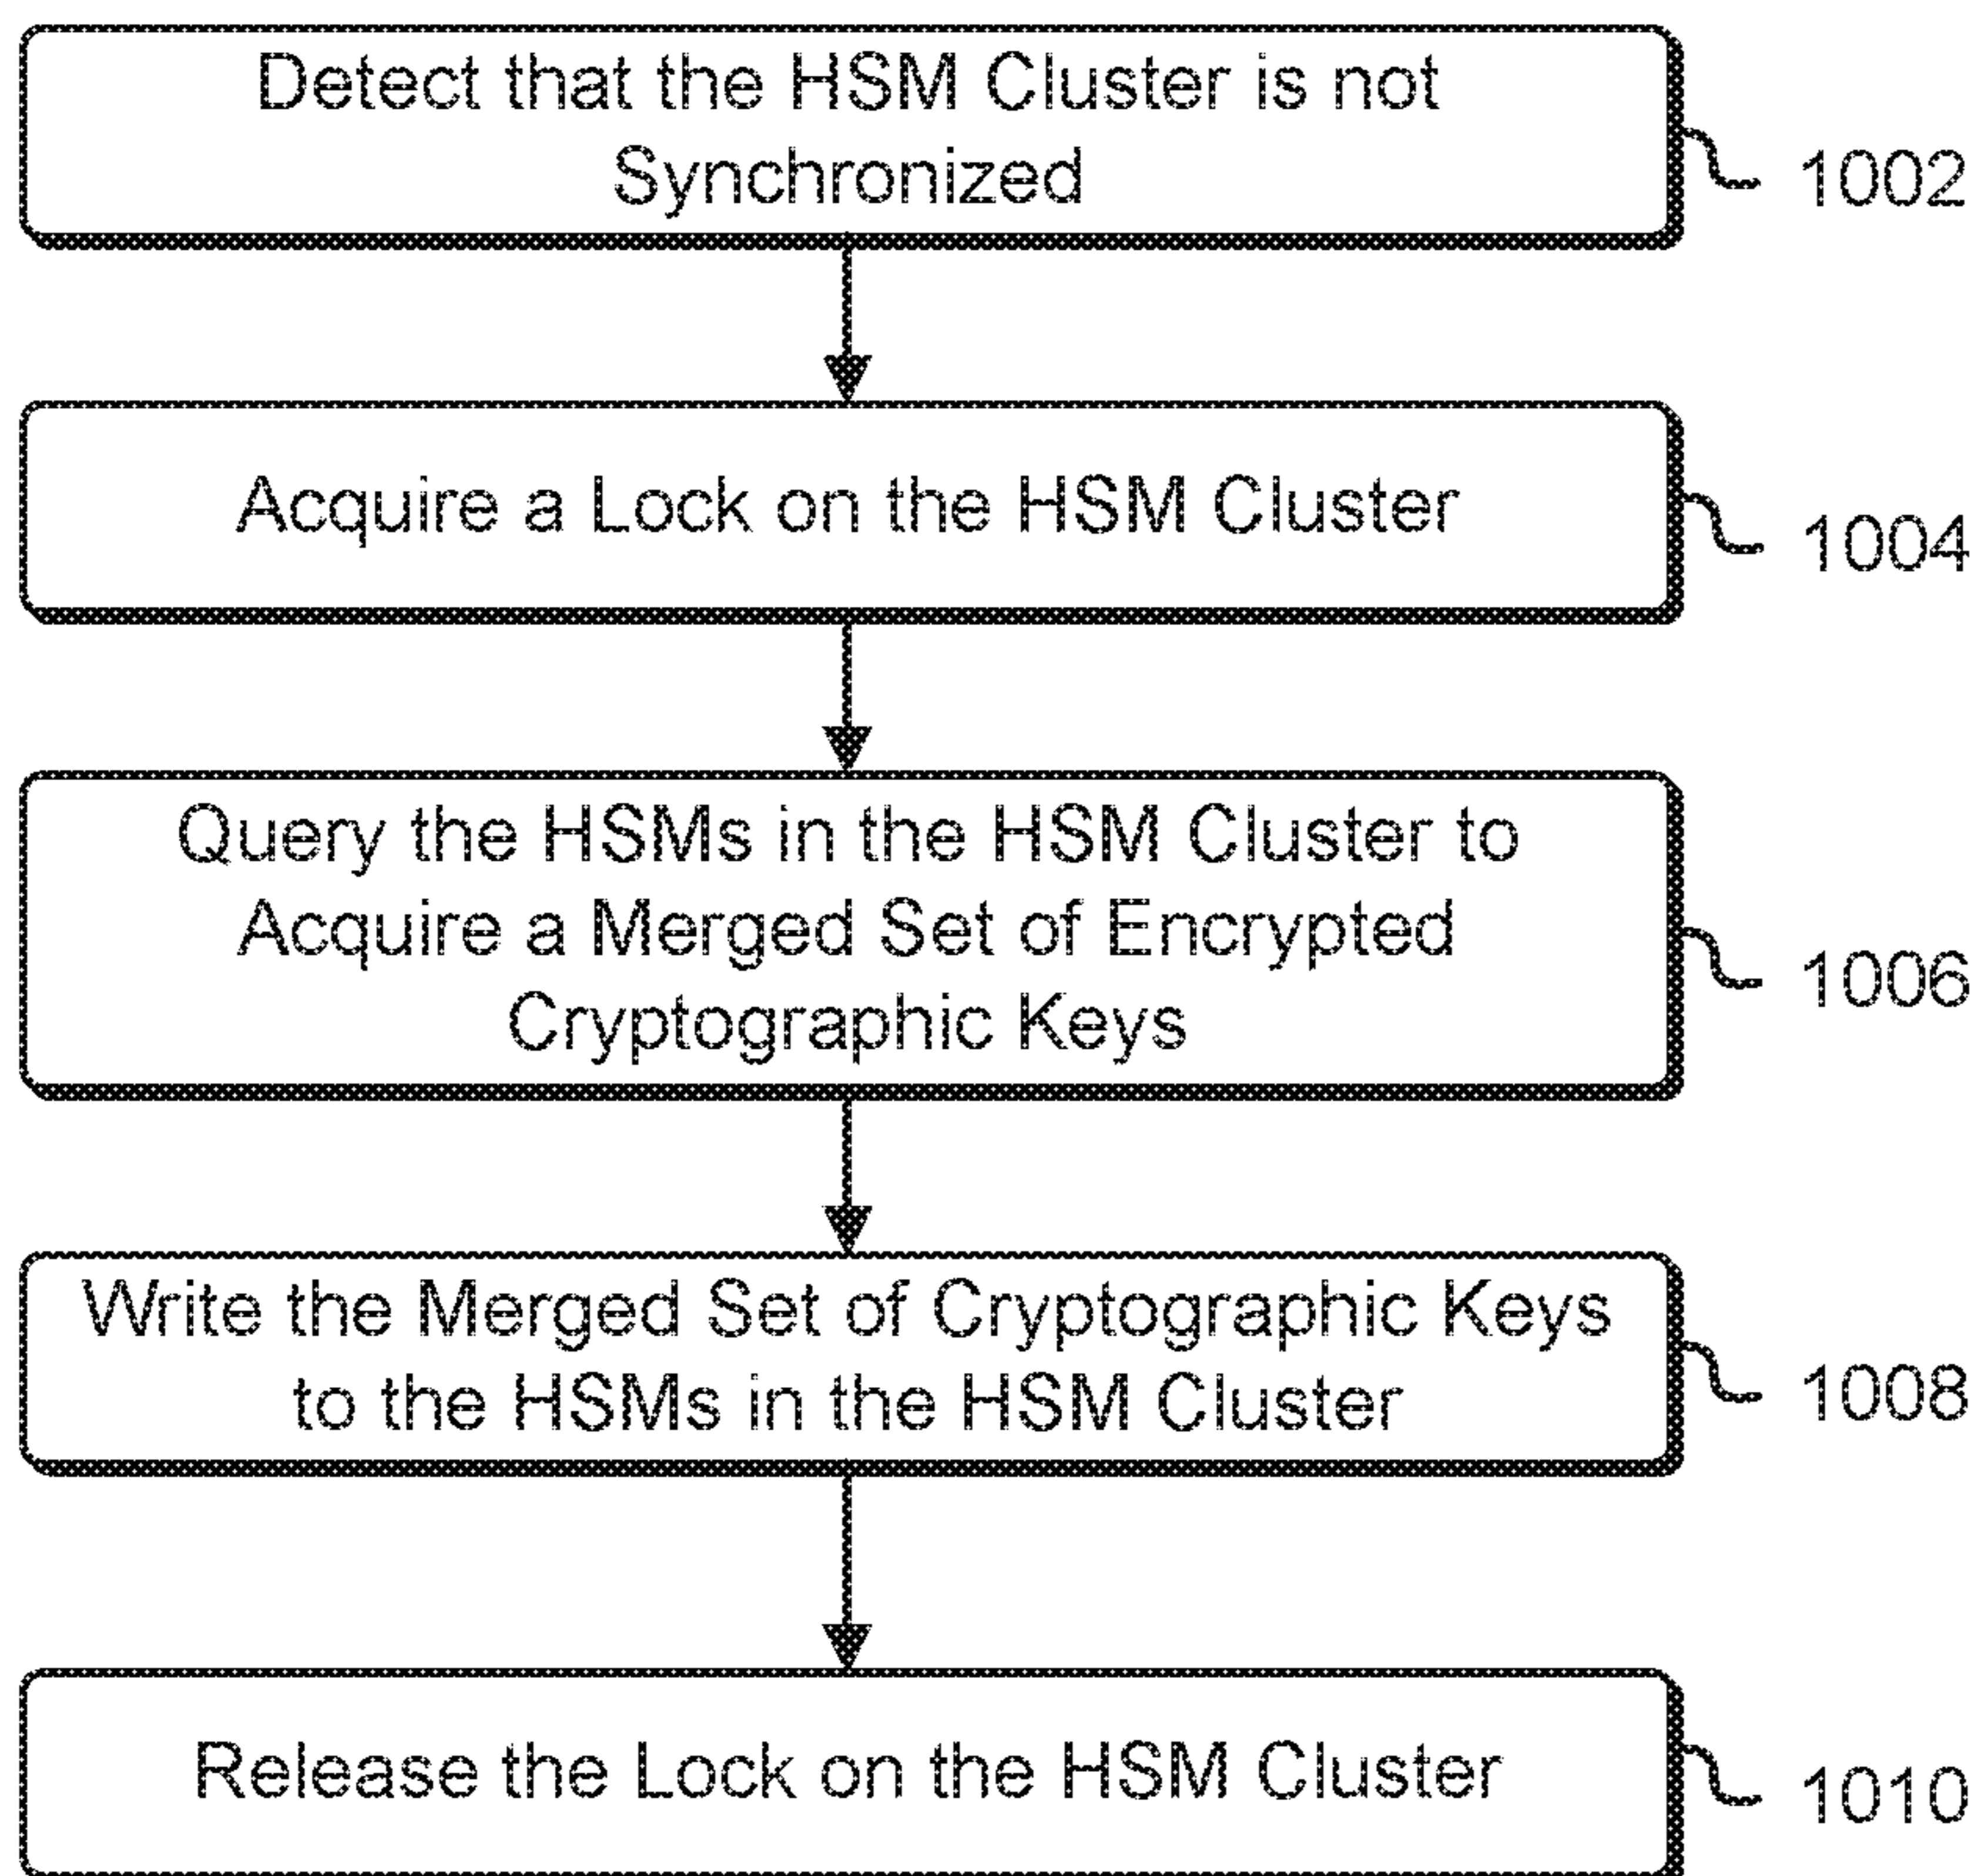 Detect that the HSM Cluster is not
Synchronized
1002
Acquire a Lock on the HSM Cluster
1004
Query the HSMs in the HSM Cluster to
Acquire a Merged Set of Encrypted
Cryptographic Keys
1006
Write the Merged Set of Cryptographic Keys
to the HSMs in the HSM Cluster
1008
Release the Lock on the HSM Cluster
1010